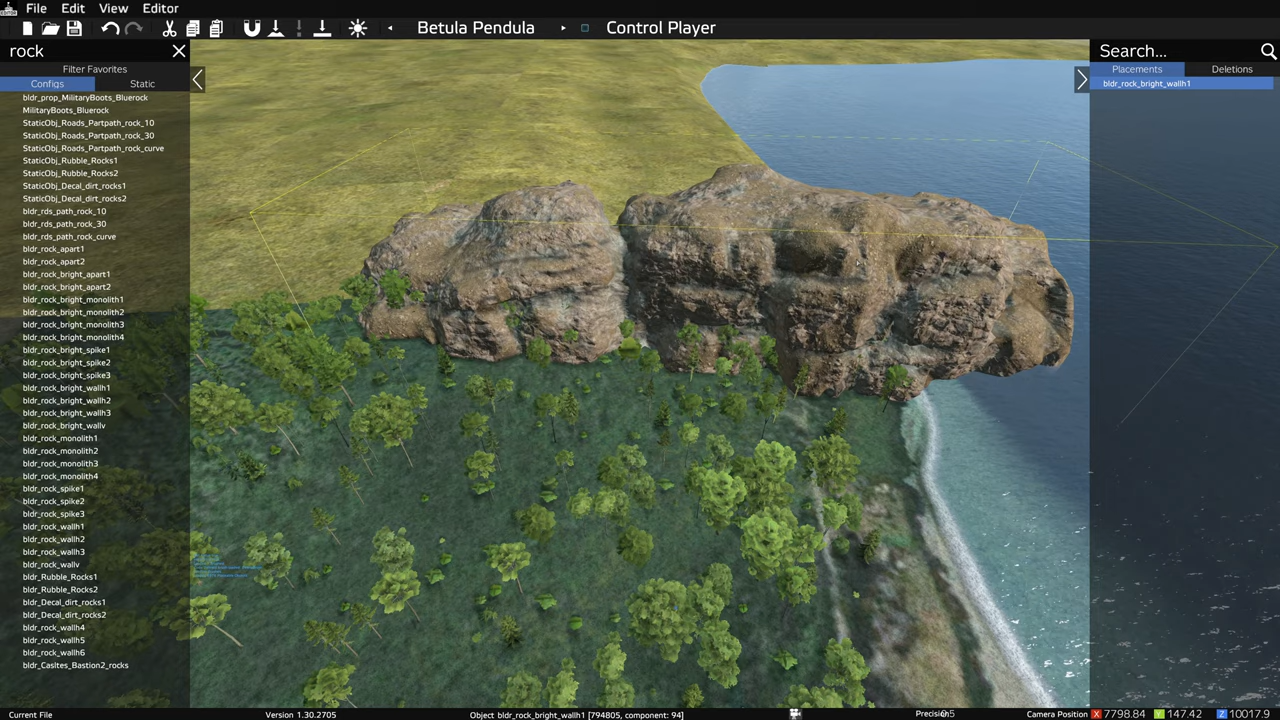 File Edit View Editor
Betula Pendula Control Player
rock
Filter Favorites
Configs Static
bldr_prop_MilitaryBoots_Bluerock
MilitaryBoots_Bluerock
StaticObj_Roads_Partpath_rock_10
StaticObj_Roads_Partpath_rock_30
StaticObj_Roads_Partpath_rock_curve
StaticObj_Rubble_Rocks1
StaticObj_Rubble_Rocks2
StaticObj_Decal_dirt_rocks1
StaticObj_Decal_dirt_rocks2
bldr_rds_path_rock_10
bldr_rds_path_rock_30
bldr_rds_path_rock_curve
bldr_rock_apart1
bldr_rock_apart2
bldr_rock_bright_apart1
bldr_rock_bright_apart2
bldr_rock_bright_monolith1
bldr_rock_bright_monolith2
bldr_rock_bright_monolith3
bldr_rock_bright_monolith4
bldr_rock_bright_spike1
bldr_rock_bright_spike2
bldr_rock_bright_spike3
bldr_rock_bright_wallh1
bldr_rock_bright_wallh2
bldr_rock_bright_wallh3
bldr_rock_bright_wallv
bldr_rock_monolith1
bldr_rock_monolith2
bldr_rock_monolith3
bldr_rock_monolith4
bldr_rock_spike1
bldr_rock_spike2
bldr_rock_spike3
bldr_rock_wallh1
bldr_rock_wallh2
bldr_rock_wallh3
bldr_rock_wallv
bldr_Rubble_Rocks1
bldr_Rubble_Rocks2
bldr_Decal_dirt_rocks1
bldr_Decal_dirt_rocks2
bldr_rock_wallh4
bldr_rock_wallh5
bldr_rock_wallh6
bldr_Casltes_Bastion2_rocks
Search...
Placements Deletions
bldr_rock_bright_wallh1
Current File Version 1.30.2705 Object bldr_rock_bright_wallh1 [794805, component: 94] Camera Position X 7798.84 Y 147.42 Z 10017.9